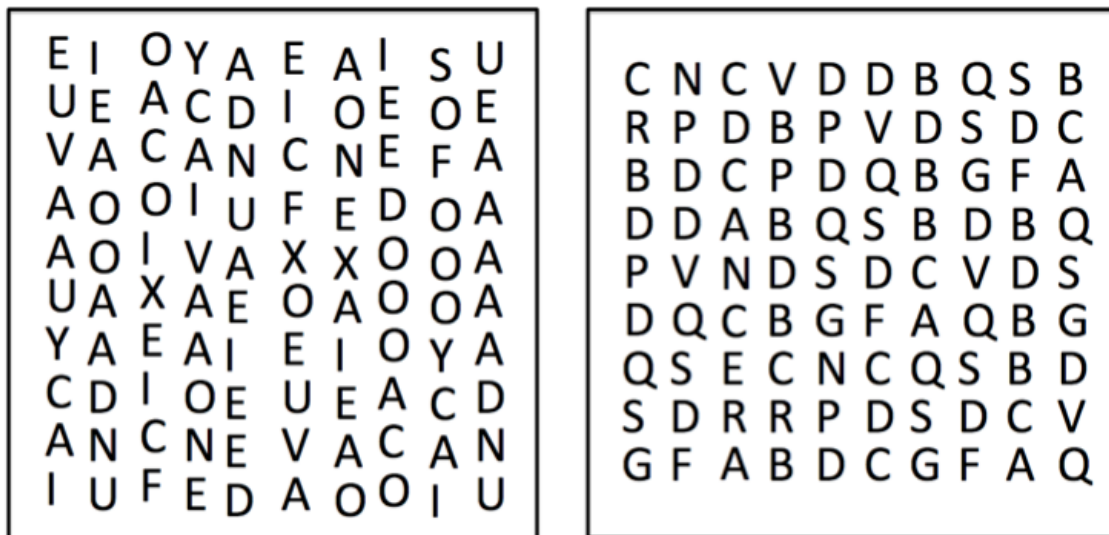 E I O Y A E A I S U
U E A C D I O E O E
V A C A N C N E F A
A O O I U F E D O A
A O I V A X X O O A
U A X A E O A O O A
Y A E A I E I O Y A
C D I O E U E A C D
A N C N E V A C A N
I U F E D A O O I U
C N C V D D B Q S B
R P D B P V D S D C
B D C P D Q B G F A
D D A B Q S B D B Q
P V N D S D C V D S
D Q C B G F A Q B G
Q S E C N C Q S B D
S D R R P D S D C V
G F A B D C G F A Q